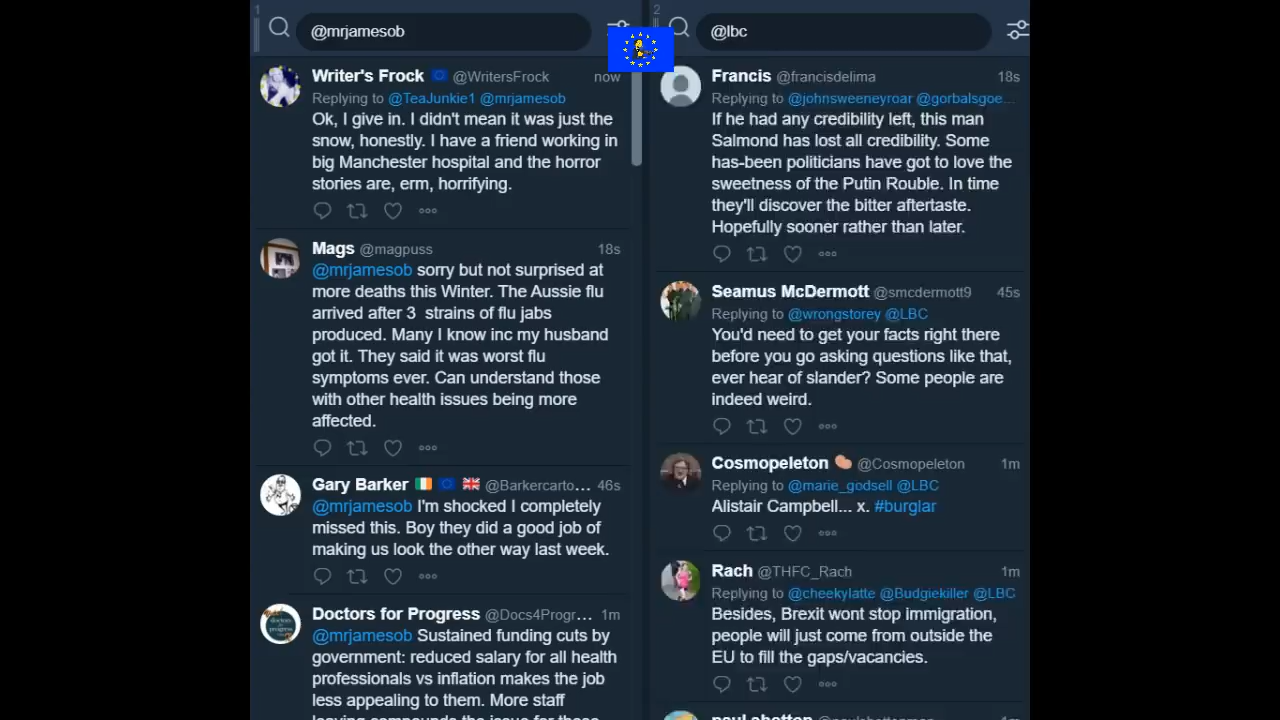 1
@mrjamesob
Writer's Frock @WritersFrock now
Replying to @TeaJunkie1 @mrjamesob
Ok, I give in. I didn't mean it was just the
snow, honestly. I have a friend working in
big Manchester hospital and the horror
stories are, erm, horrifying.
Mags @magpuss 18s
@mrjamesob sorry but not surprised at
more deaths this Winter. The Aussie flu
arrived after 3 strains of flu jabs
produced. Many I know inc my husband
got it. They said it was worst flu
symptoms ever. Can understand those
with other health issues being more
affected.
Gary Barker @Barkercarto... 46s
@mrjamesob I'm shocked I completely
missed this. Boy they did a good job of
making us look the other way last week.
Doctors for Progress @Docs4Progr... 1m
@mrjamesob Sustained funding cuts by
government: reduced salary for all health
professionals vs inflation makes the job
less appealing to them. More staff
leaving compounds the issue for those
2
@lbc
Francis @francisdelima 18s
Replying to @johnsweeneyroar @gorbalsgoe...
If he had any credibility left, this man
Salmond has lost all credibility. Some
has-been politicians have got to love the
sweetness of the Putin Rouble. In time
they'll discover the bitter aftertaste.
Hopefully sooner rather than later.
Seamus McDermott @smcdermott9 45s
Replying to @wrongstorey @LBC
You'd need to get your facts right there
before you go asking questions like that,
ever hear of slander? Some people are
indeed weird.
Cosmopeleton @Cosmopeleton 1m
Replying to @marie_godsell @LBC
Alistair Campbell... x. #burglar
Rach @THFC_Rach 1m
Replying to @cheekylatte @Budgiekiller @LBC
Besides, Brexit wont stop immigration,
people will just come from outside the
EU to fill the gaps/vacancies.
1m